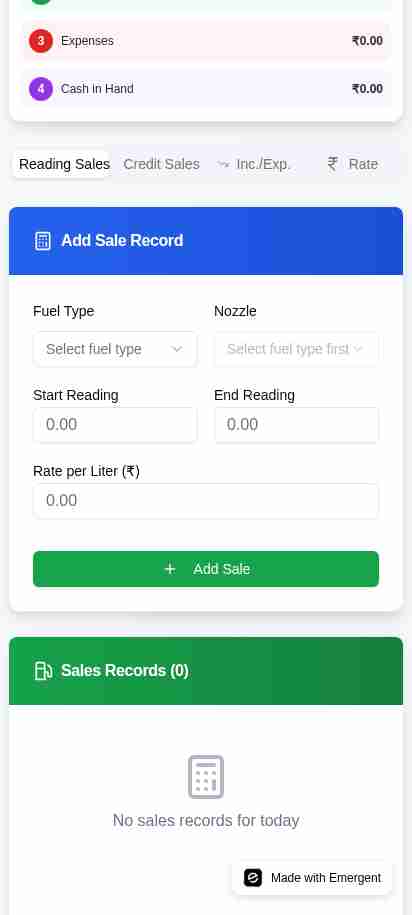 3 Expenses ₹0.00
4 Cash in Hand ₹0.00
Reading Sales Credit Sales Inc./Exp. ₹ Rate
Add Sale Record
Fuel Type Nozzle
Select fuel type Select fuel type first
Start Reading End Reading
0.00 0.00
Rate per Liter (₹)
0.00
+ Add Sale
Sales Records (0)
No sales records for today
Made with Emergent